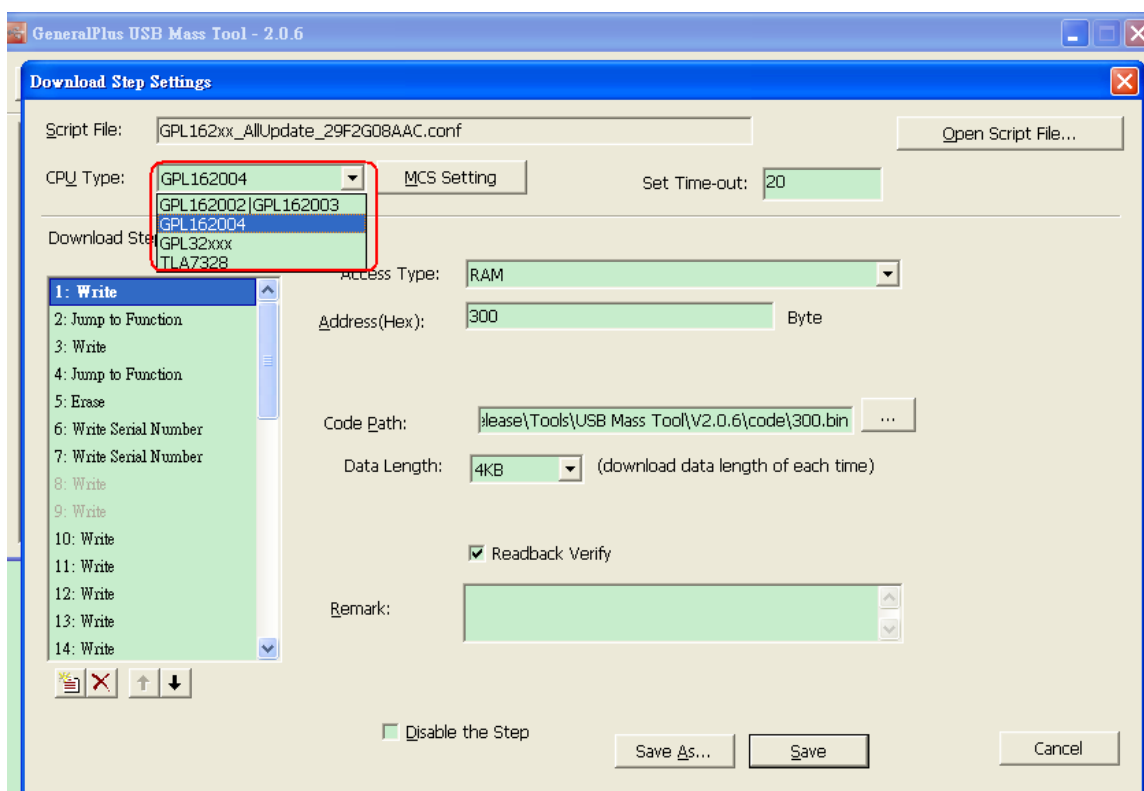 GeneralPlus USB Mass Tool - 2.0.6
Download Step Settings
Script File: GPL162xx_AllUpdate_29F2G08AAC.conf Open Script File...
CPU Type: GPL162004 MCS Setting Set Time-out: 20
GPL162002|GPL162003
GPL162004
GPL32xxx
TLA7328
Download Ste
Access Type: RAM
Address(Hex): 300 Byte
Code Path: elease\Tools\USB Mass Tool\V2.0.6\code\300.bin ...
Data Length: 4KB (download data length of each time)
Readback Verify
Remark:
1: Write
2: Jump to Function
3: Write
4: Jump to Function
5: Erase
6: Write Serial Number
7: Write Serial Number
8: Write
9: Write
10: Write
11: Write
12: Write
13: Write
14: Write
Disable the Step
Save As... Save Cancel